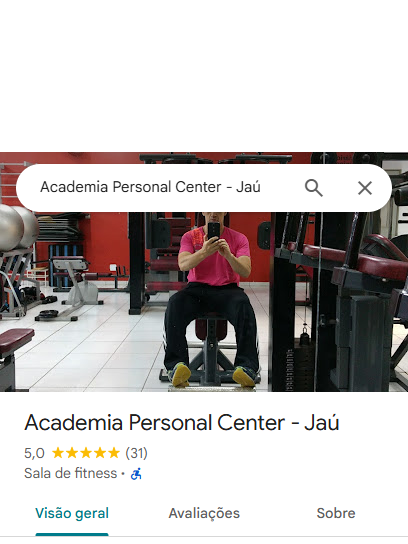 Academia Personal Center - Jaú
Academia Personal Center - Jaú
5,0 ★★★★★ (31)
Sala de fitness ·
Visão geral Avaliações Sobre